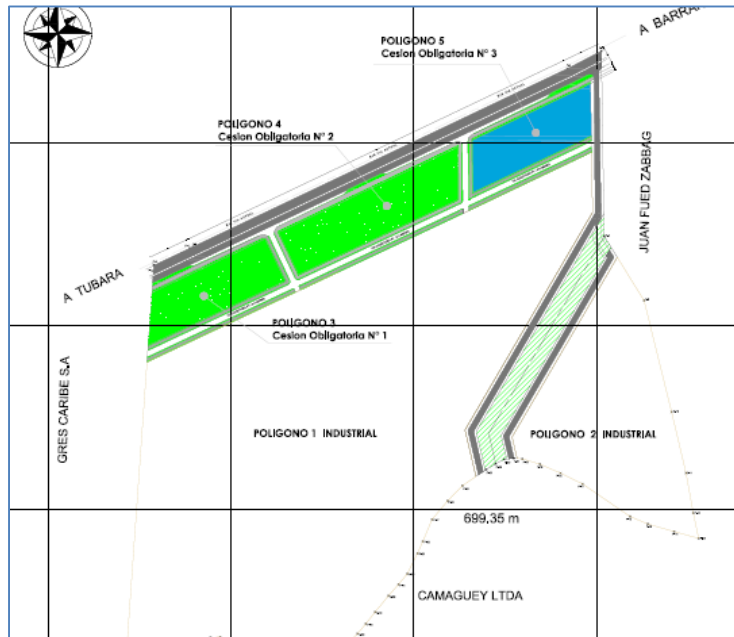 A BARRAN
POLIGONO 5
Cesion Obligatoria N° 3
POLIGONO 4
Cesion Obligatoria N° 2
JUAN FUED ZABBAG
A TUBARA
POLIGONO 3
Cesion Obligatoria N° 1
GRES CARIBE S.A
POLIGONO 1 INDUSTRIAL
POLIGONO 2 INDUSTRIAL
699,35 m
CAMAGUEY LTDA